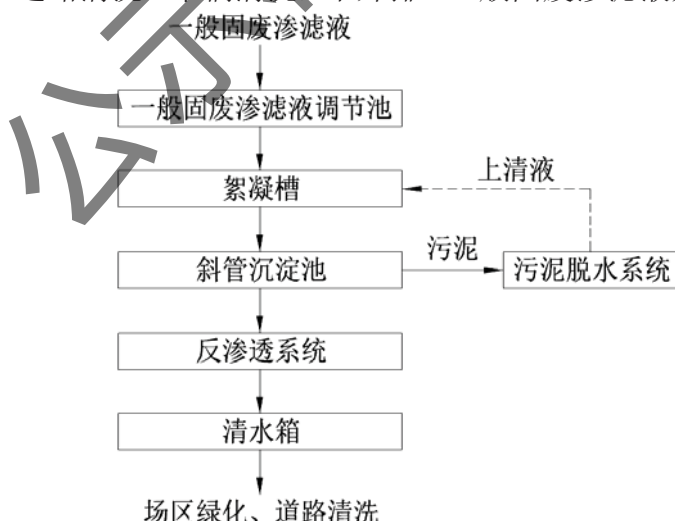 一般固废渗滤液
一般固废渗滤液调节池
絮凝槽
上清液
斜管沉淀池
污泥
污泥脱水系统
反渗透系统
清水箱
场区绿化、道路清洗
公示